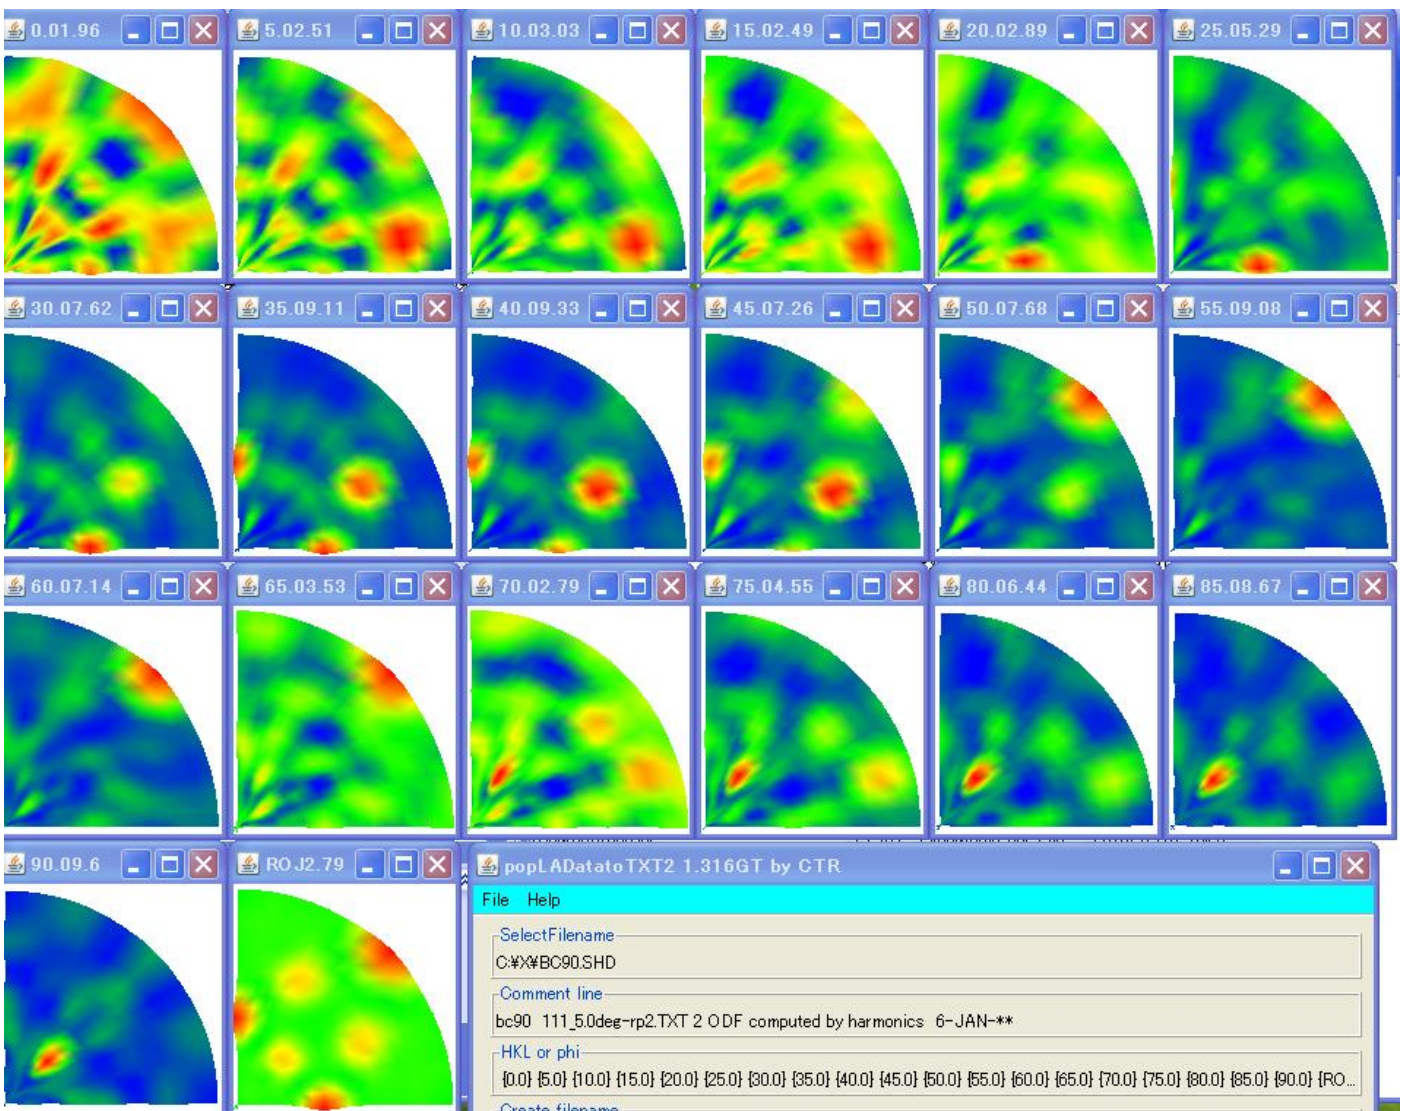 0.01.96
5.02.51
10.03.03
15.02.49
20.02.89
25.05.29
30.07.62
35.09.11
40.09.33
45.07.26
50.07.68
55.09.08
60.07.14
65.03.53
70.02.79
75.04.55
80.06.44
85.08.67
90.09.6
ROJ2.79
popLADatatoTXT2 1.316GT by CTR
File Help
SelectFilename
C:¥X¥BC90.SHD
Comment line
bc90 111_5.0deg-rp2.TXT 2 ODF computed by harmonics 6-JAN-**
HKL or phi
{0.0} {5.0} {10.0} {15.0} {20.0} {25.0} {30.0} {35.0} {40.0} {45.0} {50.0} {55.0} {60.0} {65.0} {70.0} {75.0} {80.0} {85.0} {90.0} {RO...
Create filename